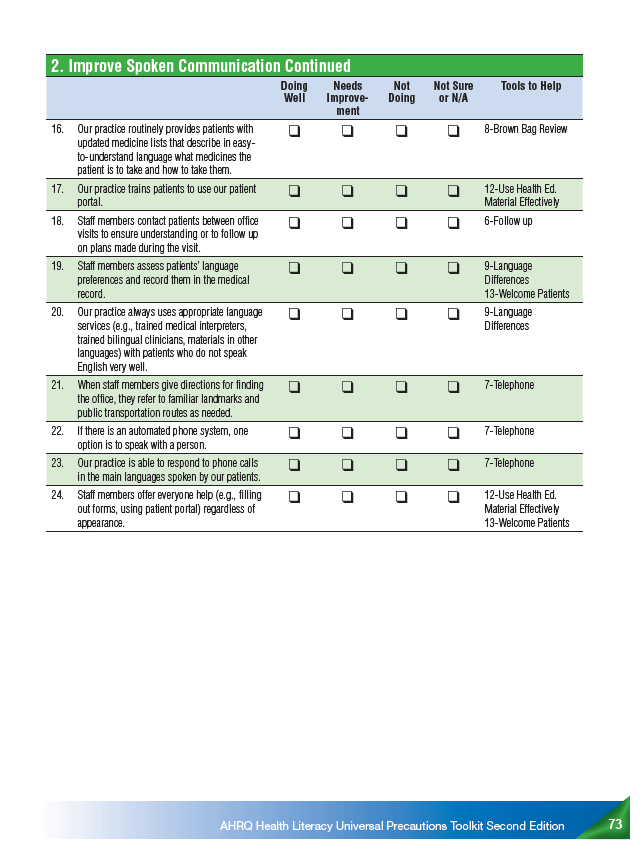 2. Improve Spoken Communication Continued
Doing Well
Needs Improve-ment
Not Doing
Not Sure or N/A
Tools to Help
16. Our practice routinely provides patients with
updated medicine lists that describe in easy-
to-understand language what medicines the
patient is to take and how to take them.
❏ ❏ ❏ ❏
8-Brown Bag Review
17. Our practice trains patients to use our patient
portal.
❏ ❏ ❏ ❏
12-Use Health Ed.
Material Effectively
18. Staff members contact patients between office
visits to ensure understanding or to follow up
on plans made during the visit.
❏ ❏ ❏ ❏
6-Follow up
19. Staff members assess patients' language
preferences and record them in the medical
record.
❏ ❏ ❏ ❏
9-Language
Differences
13-Welcome Patients
20. Our practice always uses appropriate language
services (e.g., trained medical interpreters,
trained bilingual clinicians, materials in other
languages) with patients who do not speak
English very well.
❏ ❏ ❏ ❏
9-Language
Differences
21. When staff members give directions for finding
the office, they refer to familiar landmarks and
public transportation routes as needed.
❏ ❏ ❏ ❏
7-Telephone
22. If there is an automated phone system, one
option is to speak with a person.
❏ ❏ ❏ ❏
7-Telephone
23. Our practice is able to respond to phone calls
in the main languages spoken by our patients.
❏ ❏ ❏ ❏
7-Telephone
24. Staff members offer everyone help (e.g., filling
out forms, using patient portal) regardless of
appearance.
❏ ❏ ❏ ❏
12-Use Health Ed.
Material Effectively
13-Welcome Patients
AHRQ Health Literacy Universal Precautions Toolkit Second Edition
73